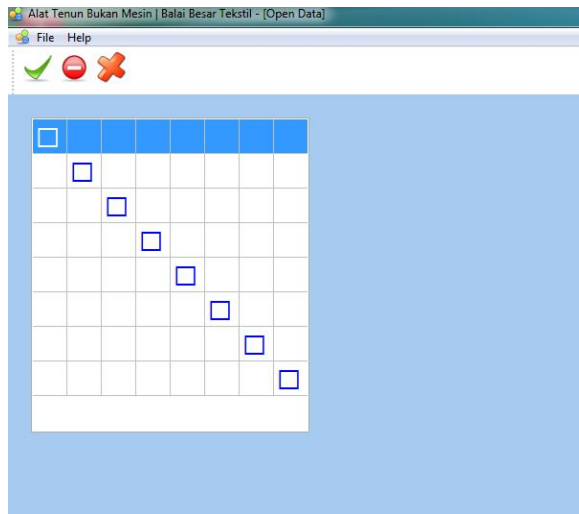 Alat Tenun Bukan Mesin | Balai Besar Tekstil - [Open Data]
File Help